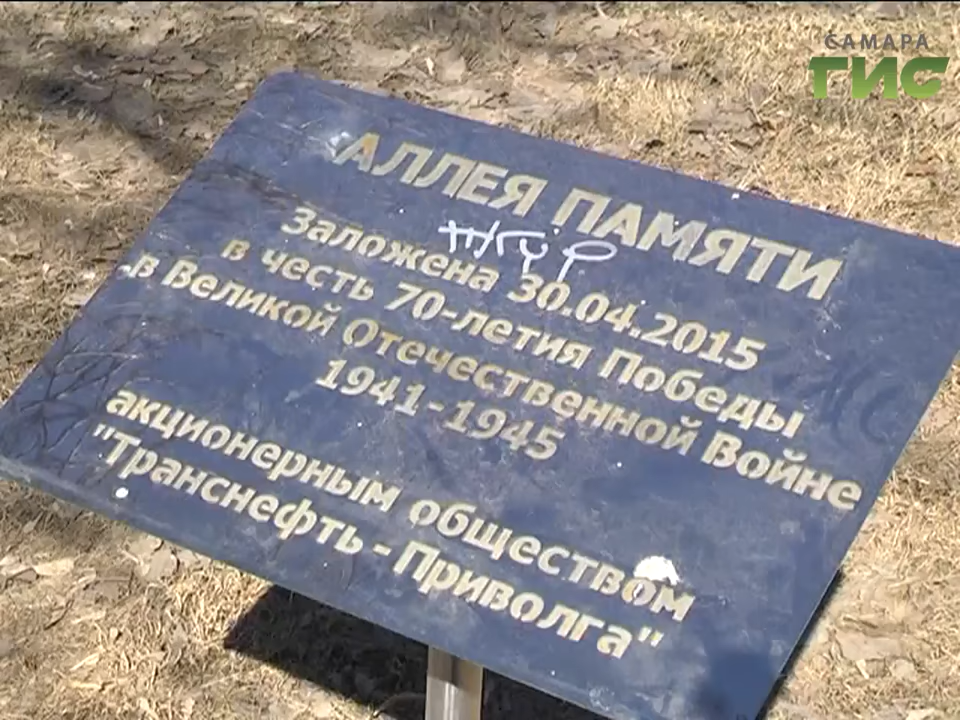 САМАРА
ГИС
АЛЛЕЯ ПАМЯТИ
Заложена 30.04.2015
в честь 70-летия Победы
в Великой Отечественной Войне
1941-1945
акционерным обществом
"Транснефть - Приволга"